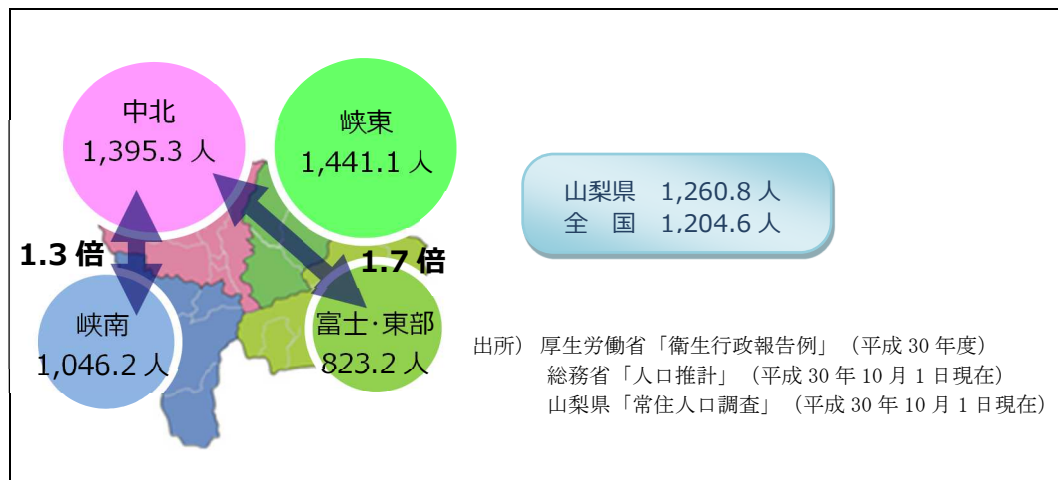 中北
1,395.3 人
峡東
1,441.1 人
山梨県 1,260.8 人
全 国 1,204.6 人
1.3 倍
1.7 倍
峡南
1,046.2 人
富士・東部
823.2 人
出所) 厚生労働省「衛生行政報告例」(平成 30 年度)
総務省「人口推計」(平成 30 年 10 月 1 日現在)
山梨県「常住人口調査」(平成 30 年 10 月 1 日現在)